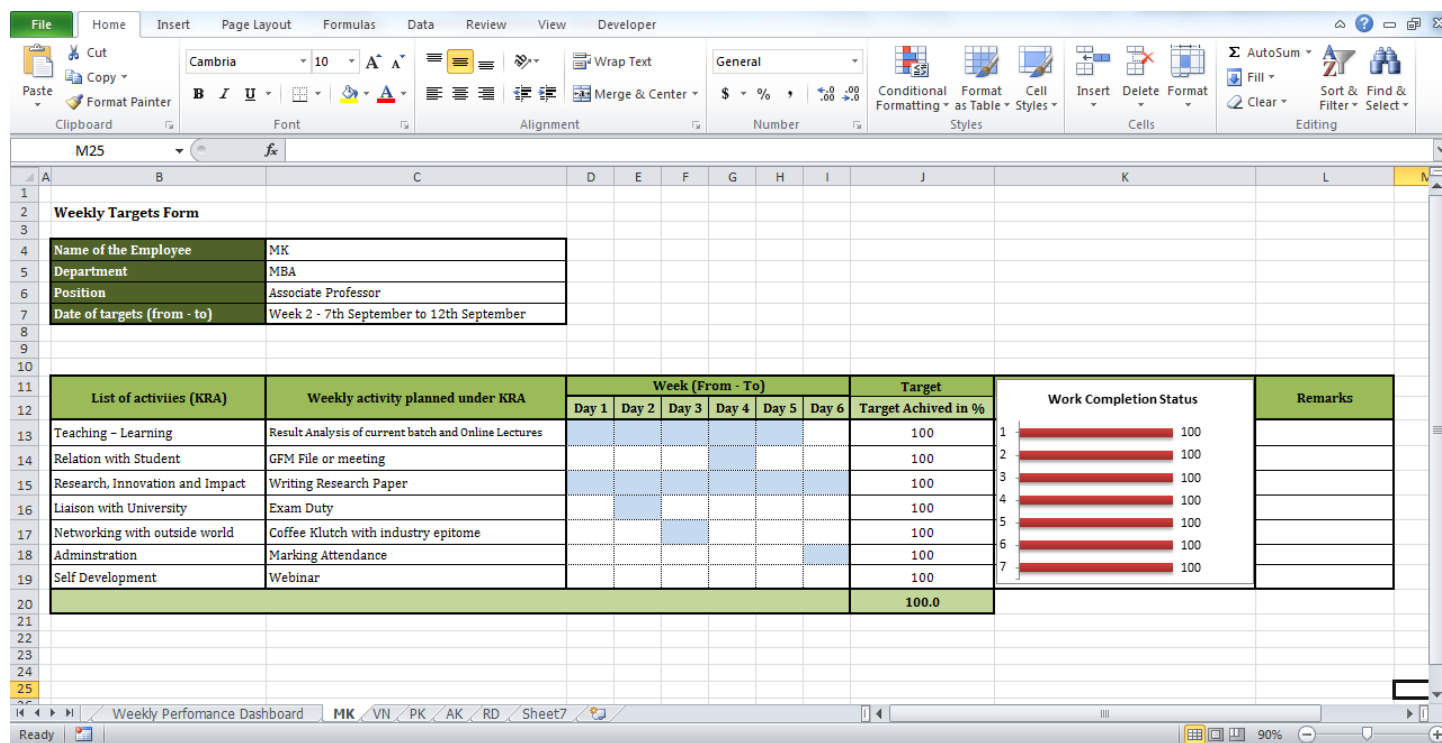 File Home Insert Page Layout Formulas Data Review View Developer
Cut
Copy
Format Painter
Paste
Cambria 10
B I U
Wrap Text
Merge & Center
General
$ % ,
Conditional Formatting
Format as Table
Cell Styles
Insert Delete Format
Σ AutoSum
Fill
Clear
Sort & Filter
Find & Select
Clipboard Font Alignment Number Styles Cells Editing
M25 fx
A B C D E F G H I J K L
1
2 Weekly Targets Form
3
4 Name of the Employee MK
5 Department MBA
6 Position Associate Professor
7 Date of targets (from - to) Week 2 - 7th September to 12th September
8
9
10
11 List of activiies (KRA) Weekly activity planned under KRA Week (From - To) Target Work Completion Status Remarks
12 Day 1 Day 2 Day 3 Day 4 Day 5 Day 6 Target Achived in %
13 Teaching – Learning Result Analysis of current batch and Online Lectures 100 1 100
14 Relation with Student GFM File or meeting 100 2 100
15 Research, Innovation and Impact Writing Research Paper 100 3 100
16 Liaison with University Exam Duty 100 4 100
17 Networking with outside world Coffee Klutch with industry epitome 100 5 100
18 Adminstration Marking Attendance 100 6 100
19 Self Development Webinar 100 7 100
20 100.0
21
22
23
24
25
Weekly Perfomance Dashboard MK VN PK AK RD Sheet7
Ready 90%